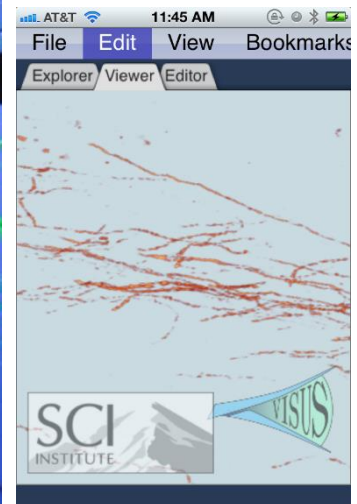 AT&T 11:45 AM
File Edit View Bookmarks
Explorer Viewer Editor
SCI
INSTITUTE
VISUS